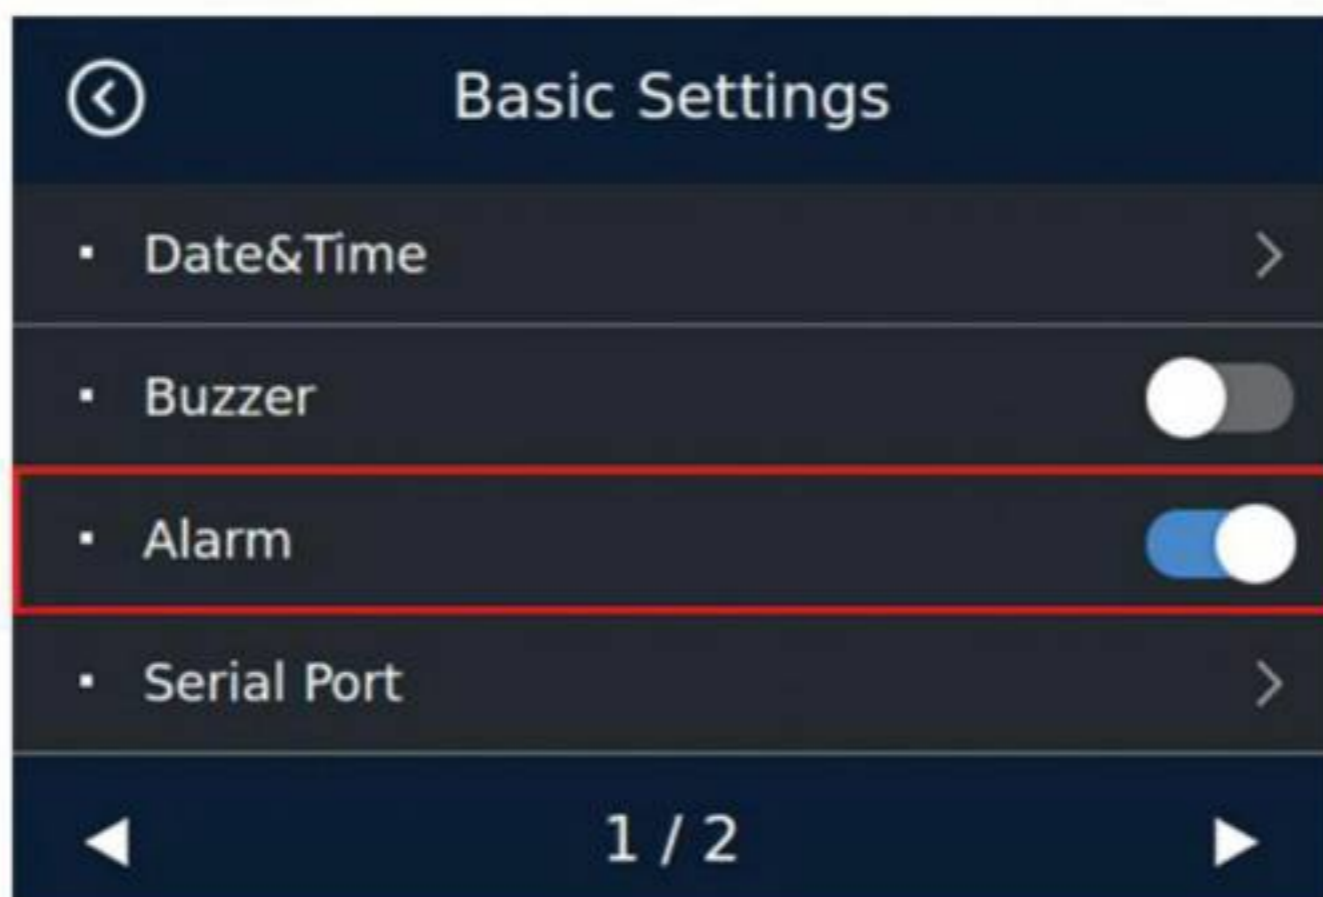 Basic Settings
Date&Time
Buzzer
Alarm
Serial Port
1 / 2